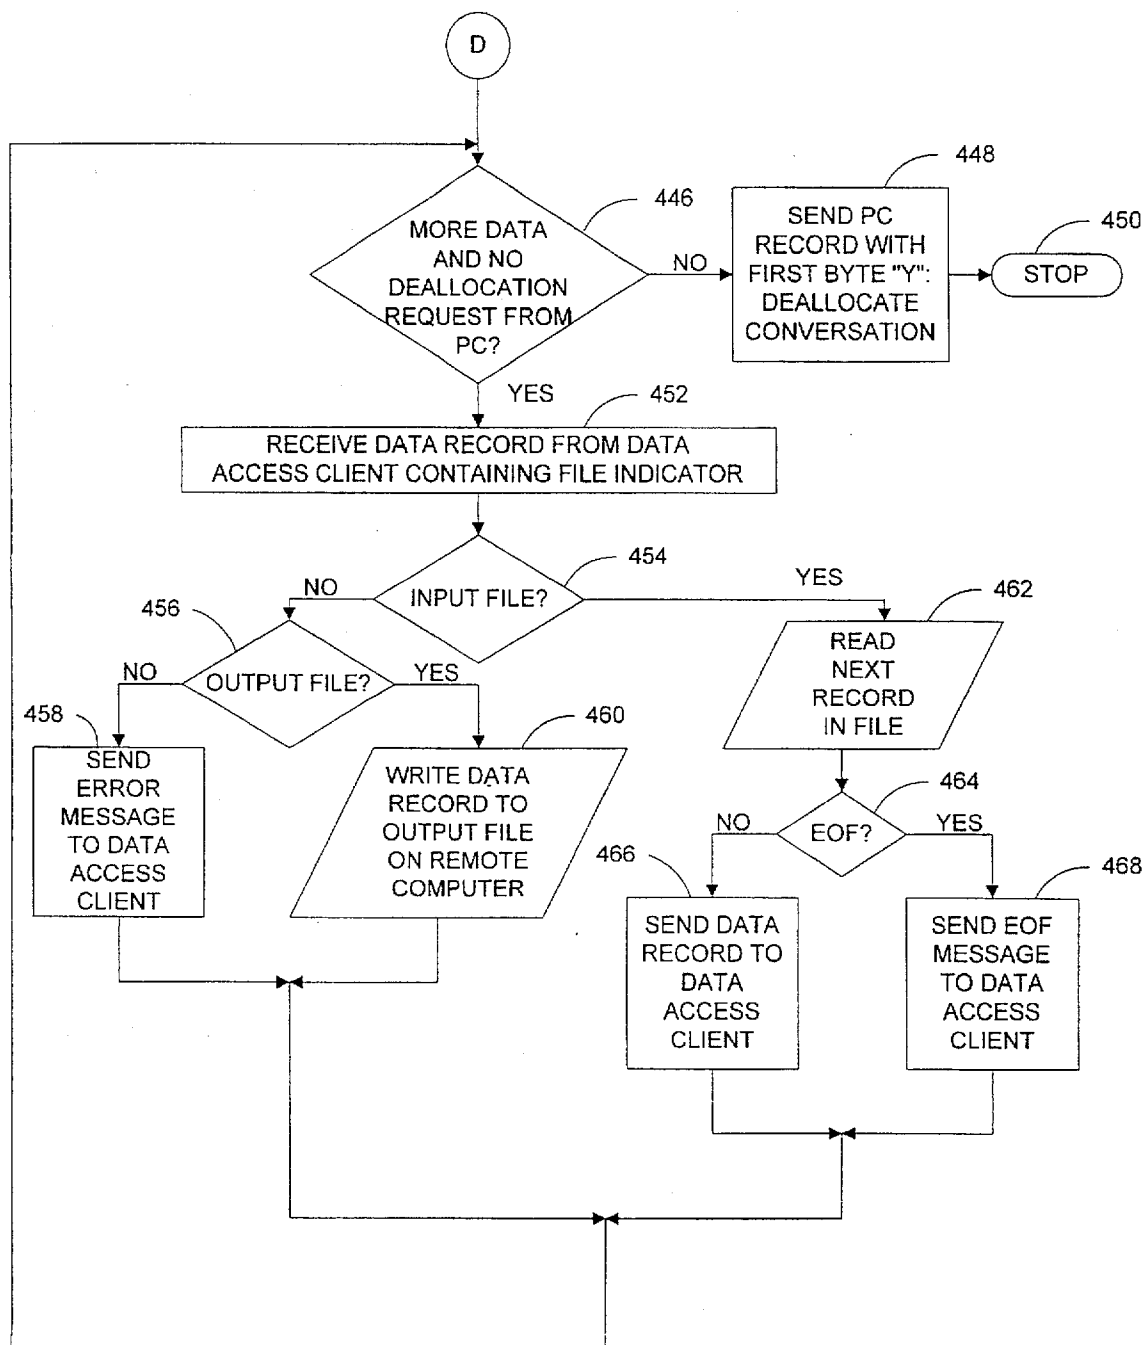 D
446
MORE DATA
AND NO
DEALLOCATION
REQUEST FROM
PC?
NO
448
SEND PC
RECORD WITH
FIRST BYTE "Y":
DEALLOCATE
CONVERSATION
450
STOP
YES
452
RECEIVE DATA RECORD FROM DATA
ACCESS CLIENT CONTAINING FILE INDICATOR
454
INPUT FILE?
NO
YES
456
OUTPUT FILE?
NO
YES
458
SEND
ERROR
MESSAGE
TO DATA
ACCESS
CLIENT
460
WRITE DATA
RECORD TO
OUTPUT FILE
ON REMOTE
COMPUTER
462
READ
NEXT
RECORD
IN FILE
464
EOF?
NO
YES
466
SEND DATA
RECORD TO
DATA
ACCESS
CLIENT
468
SEND EOF
MESSAGE
TO DATA
ACCESS
CLIENT